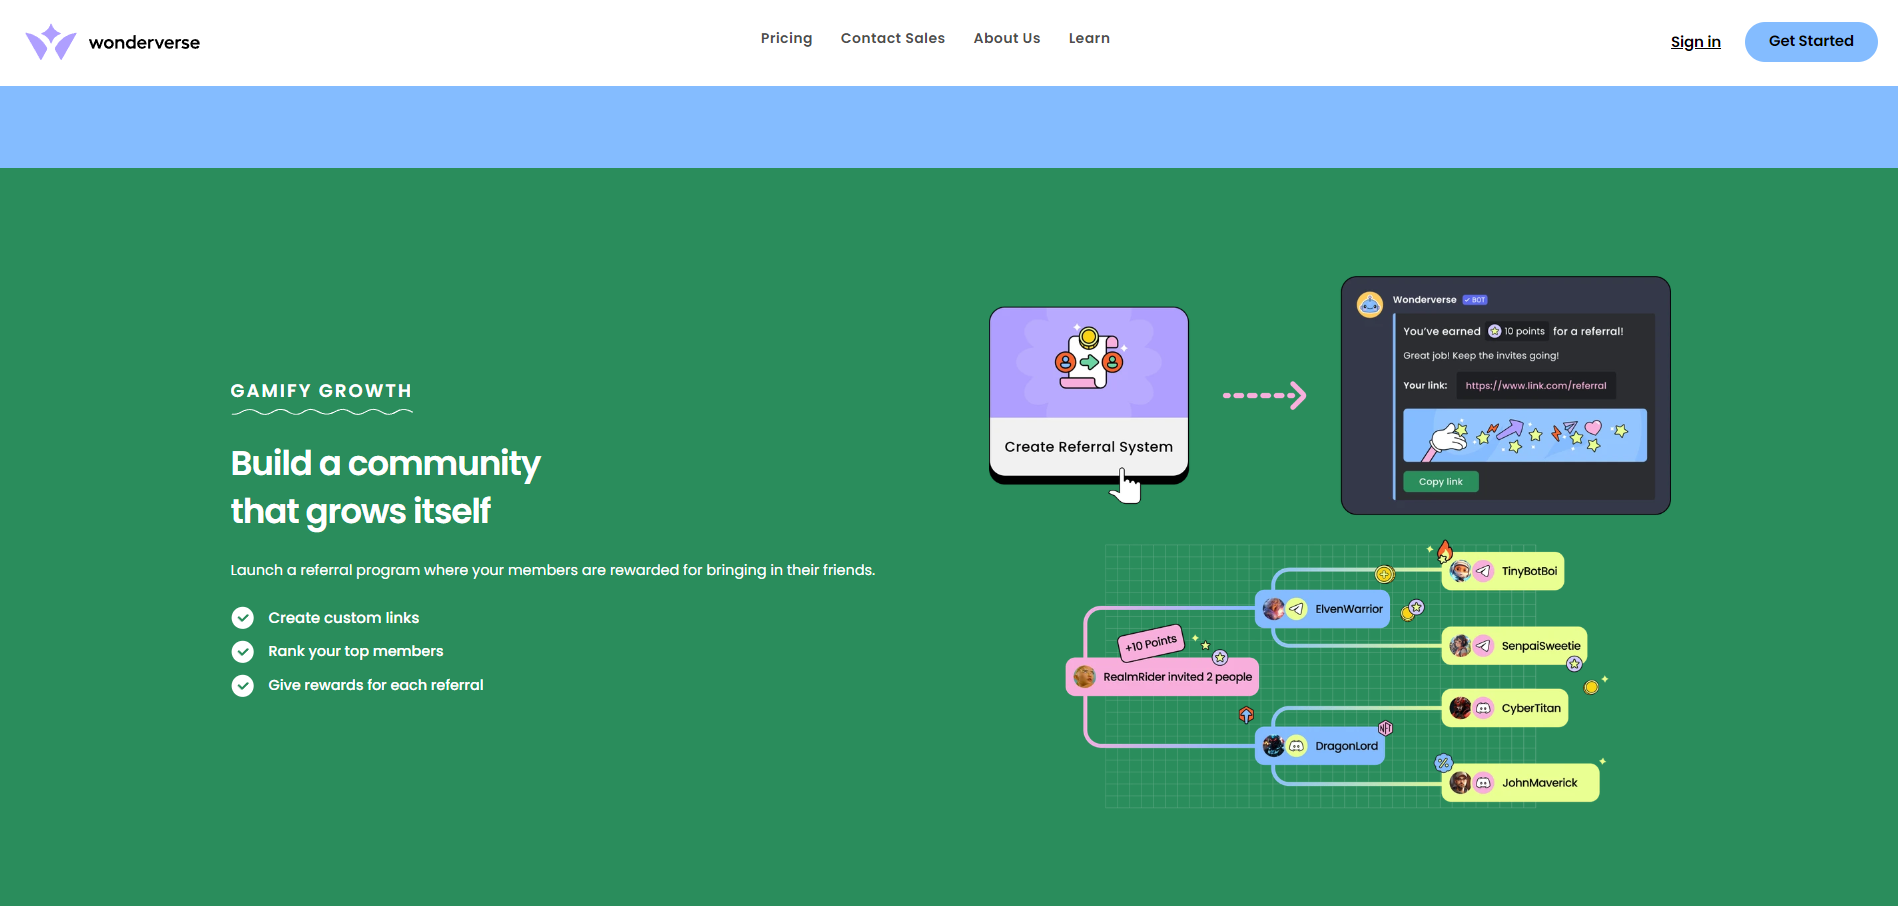 wonderverse
Pricing
Contact Sales
About Us
Learn
Sign in
Get Started
GAMIFY GROWTH
Build a community
that grows itself
Launch a referral program where your members are rewarded for bringing in their friends.
Create custom links
Rank your top members
Give rewards for each referral
Create Referral System
Wonderverse
BOT
You've earned 10 points for a referral!
Great job! Keep the invites going!
Your link: https://www.link.com/referral
Copy link
TinyBotBoi
ElvenWarrior
+10 Points
SenpaiSweetie
RealmRider invited 2 people
CyberTitan
NFT
DragonLord
%
JohnMaverick